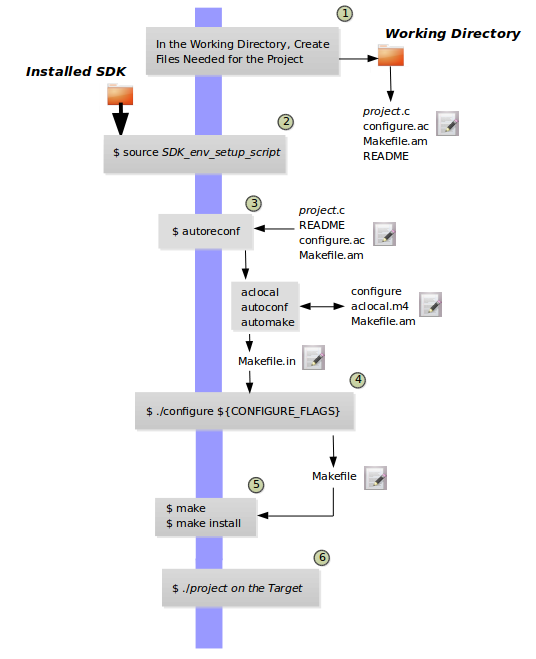 1
In the Working Directory, Create
Files Needed for the Project
Working Directory
Installed SDK
project.c
configure.ac
Makefile.am
README
2
$ source SDK_env_setup_script
3
$ autoreconf
project.c
README
configure.ac
Makefile.am
aclocal
autoconf
automake
configure
aclocal.m4
Makefile.am
Makefile.in
4
$ ./configure ${CONFIGURE_FLAGS}
Makefile
5
$ make
$ make install
6
$ ./project on the Target